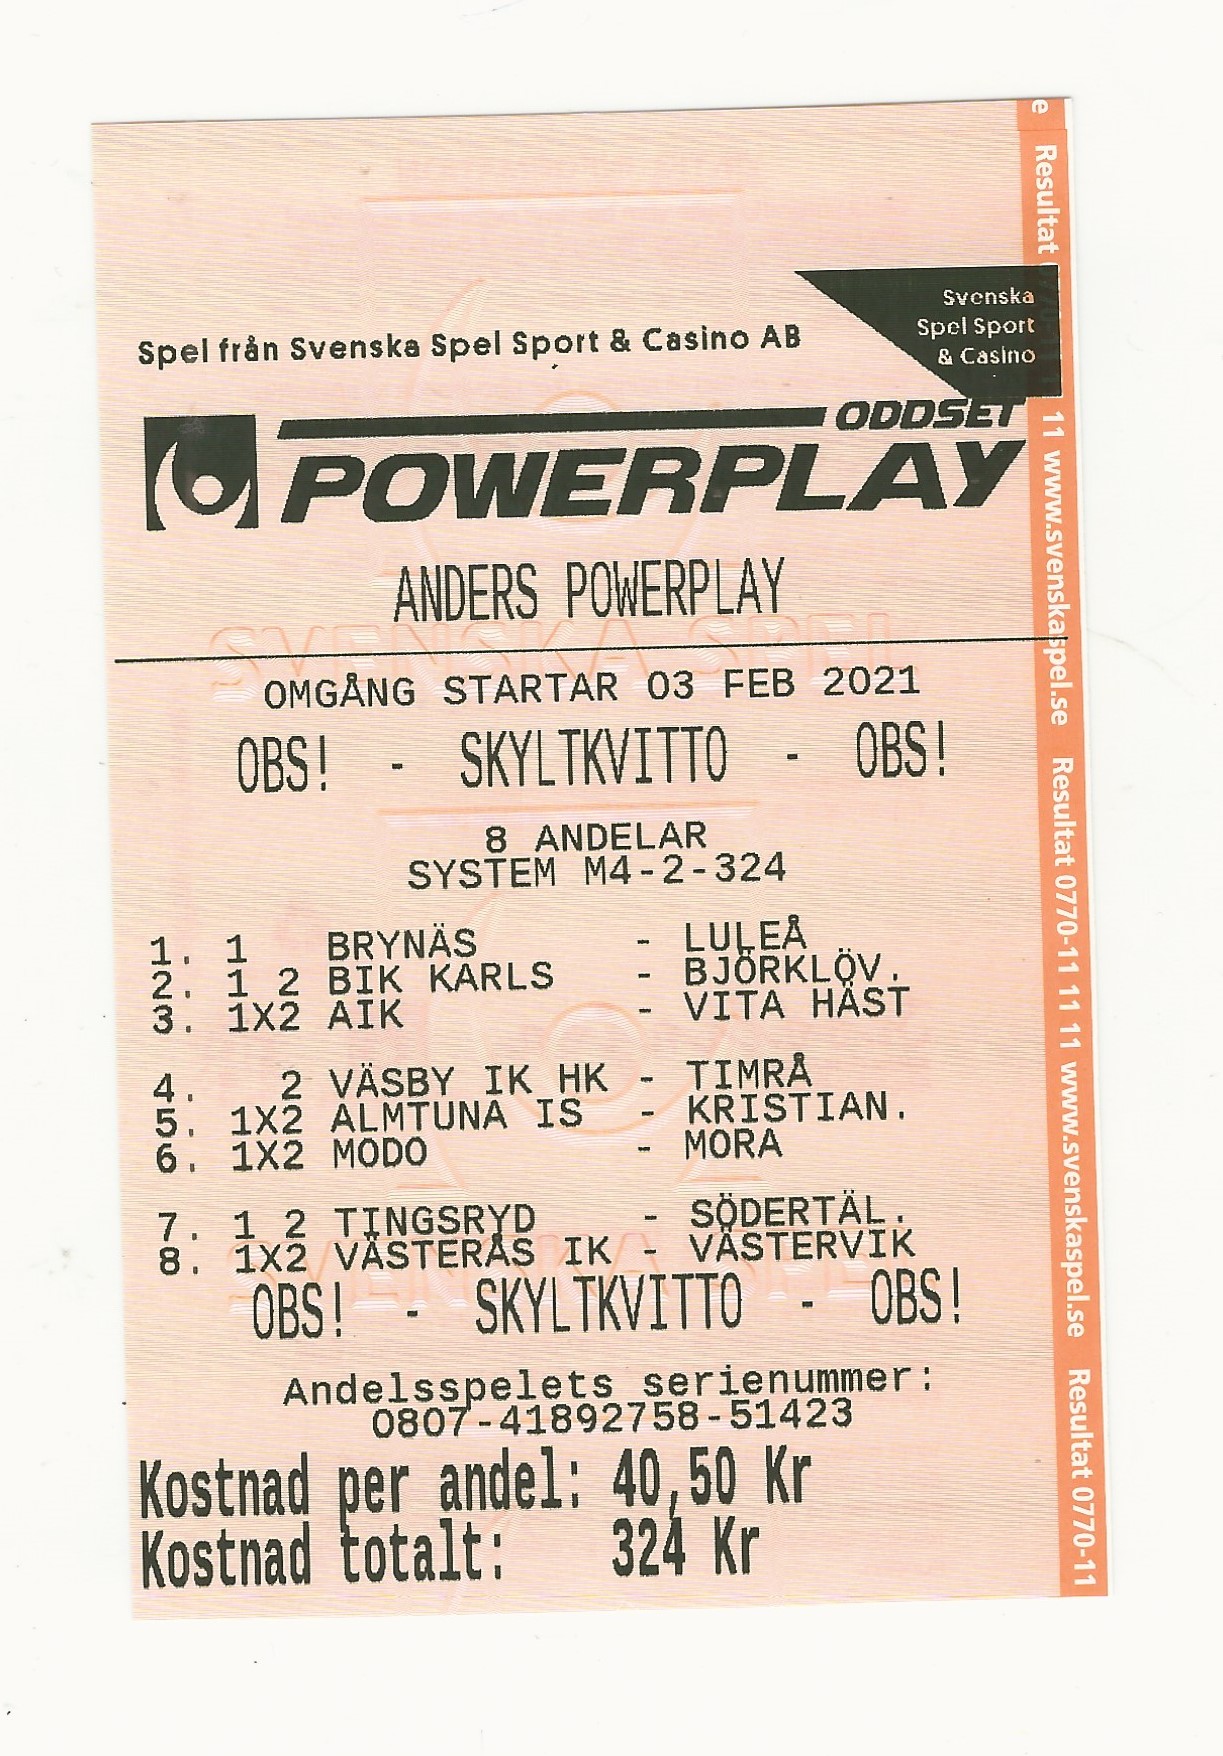 Svenska
Spel Sport
& Casino
Spel från Svenska Spel Sport & Casino AB
ODDSET
POWERPLAY
ANDERS POWERPLAY
OMGÅNG STARTAR 03 FEB 2021
OBS! - SKYLTKVITTO - OBS!
8 ANDELAR
SYSTEM M4-2-324
1. 1 BRYNÄS - LULEÅ
2. 1 2 BIK KARLS - BJÖRKLÖV.
3. 1X2 AIK - VITA HÄST
4. 2 VÄSBY IK HK - TIMRÅ
5. 1X2 ALMTUNA IS - KRISTIAN.
6. 1X2 MODO - MORA
7. 1 2 TINGSRYD - SÖDERTÄL.
8. 1X2 VÄSTERÅS IK - VÄSTERVIK
OBS! - SKYLTKVITTO - OBS!
Andelsspelets serienummer:
0807-41892758-51423
Kostnad per andel: 40,50 Kr
Kostnad totalt: 324 Kr
e Resultat 11 www.svenskaspel.se Resultat 0770-11 11 11 www.svenskaspel.se Resultat 0770-11
SVENSKA SPEL
SVENSKA SPEL